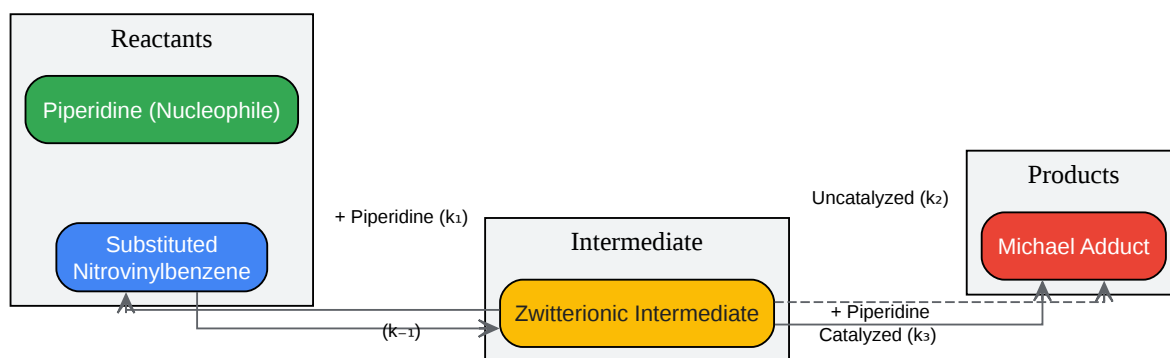 Reactants
Piperidine (Nucleophile)
Substituted
Nitrovinylbenzene
+ Piperidine (k₁)
(k₋₁)
Intermediate
Zwitterionic Intermediate
Uncatalyzed (k₂)
+ Piperidine
Catalyzed (k₃)
Products
Michael Adduct